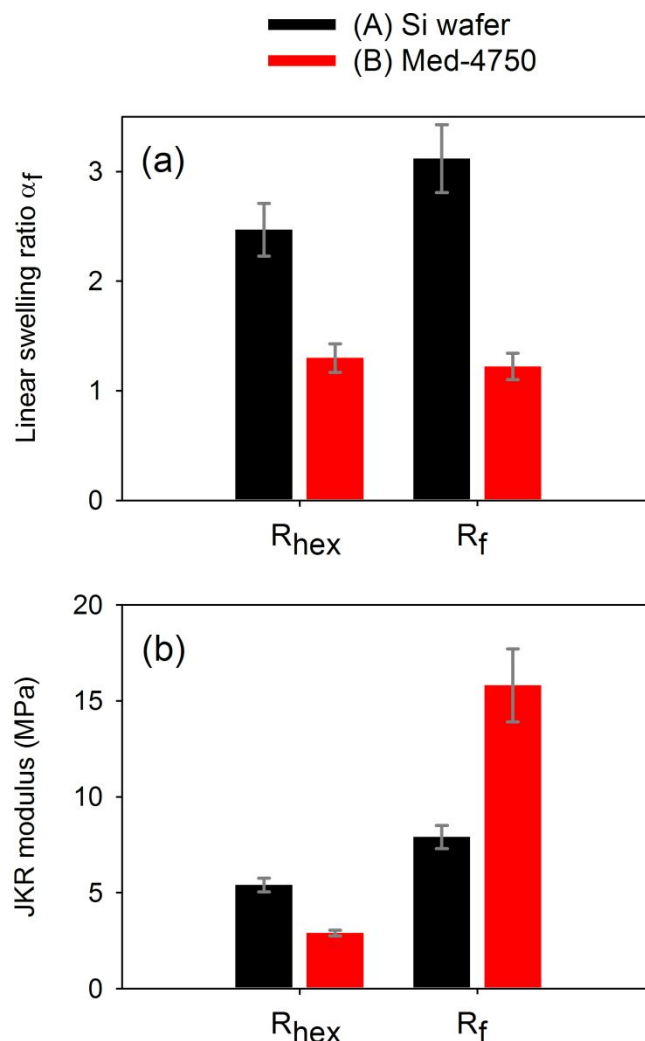 (A) Si wafer
(B) Med-4750
(a)
Linear swelling ratio αf
3
2
1
0
Rhex
Rf
(b)
JKR modulus (MPa)
20
15
10
5
0
Rhex
Rf